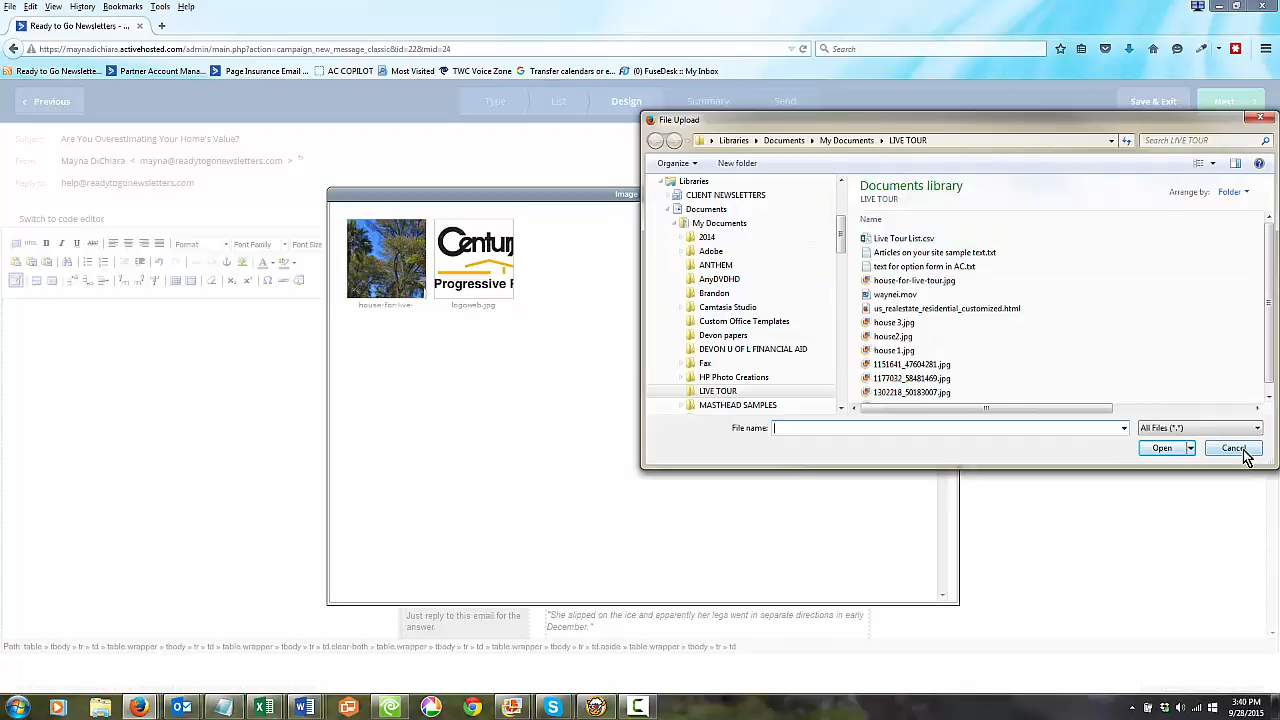 File Edit View History Bookmarks Tools Help
Ready to Go Newsletters - ... × +
https://maynadichiara.activehosted.com/admin/main.php?action=campaign_new_message_classic&id=22&mid=24
Search
Ready to Go Newslette... Partner Account Mana... Page Insurance Email ... AC COPILOT Most Visited TWC Voice Zone Transfer calendars or e... (0) FuseDesk :: My Inbox
Previous Type List Design Summary Send Save & Exit Next
Subject: Are You Overestimating Your Home's Value?
From: Mayna DiChiara < mayna@readytogonewsletters.com >
Reply to: help@readytogonewsletters.com
Switch to code editor
HTML B I U ABC Format Font Family Font Size
Image
Century
Progressive
house-for-live- logoweb.jpg
File Upload
Libraries Documents My Documents LIVE TOUR
Search LIVE TOUR
Organize New folder
Libraries
CLIENT NEWSLETTERS
Documents
My Documents
2014
Adobe
ANTHEM
AnyDVDHD
Brandon
Camtasia Studio
Custom Office Templates
Devon papers
DEVON U OF L FINANCIAL AID
Fax
HP Photo Creations
LIVE TOUR
MASTHEAD SAMPLES
Documents library
LIVE TOUR
Arrange by: Folder
Name
Live Tour List.csv
Articles on your site sample text.txt
text for option form in AC.txt
house-for-live-tour.jpg
waynei.mov
us_realestate_residential_customized.html
house 3.jpg
house2.jpg
house 1.jpg
1151641_47604281.jpg
1177032_58481469.jpg
1302218_50183007.jpg
File name: All Files (*.*)
Open Cancel
Just reply to this email for the
answer.
"She slipped on the ice and apparently her legs went in separate directions in early
December."
Path: table » tbody » tr » td » table.wrapper » tbody » tr » td » table.wrapper » tbody » tr » td.clear-both » table.wrapper » tbody » tr » td » table.wrapper » tbody » tr » td.aside » table.wrapper » tbody » tr » td
3:40 PM
9/28/2015